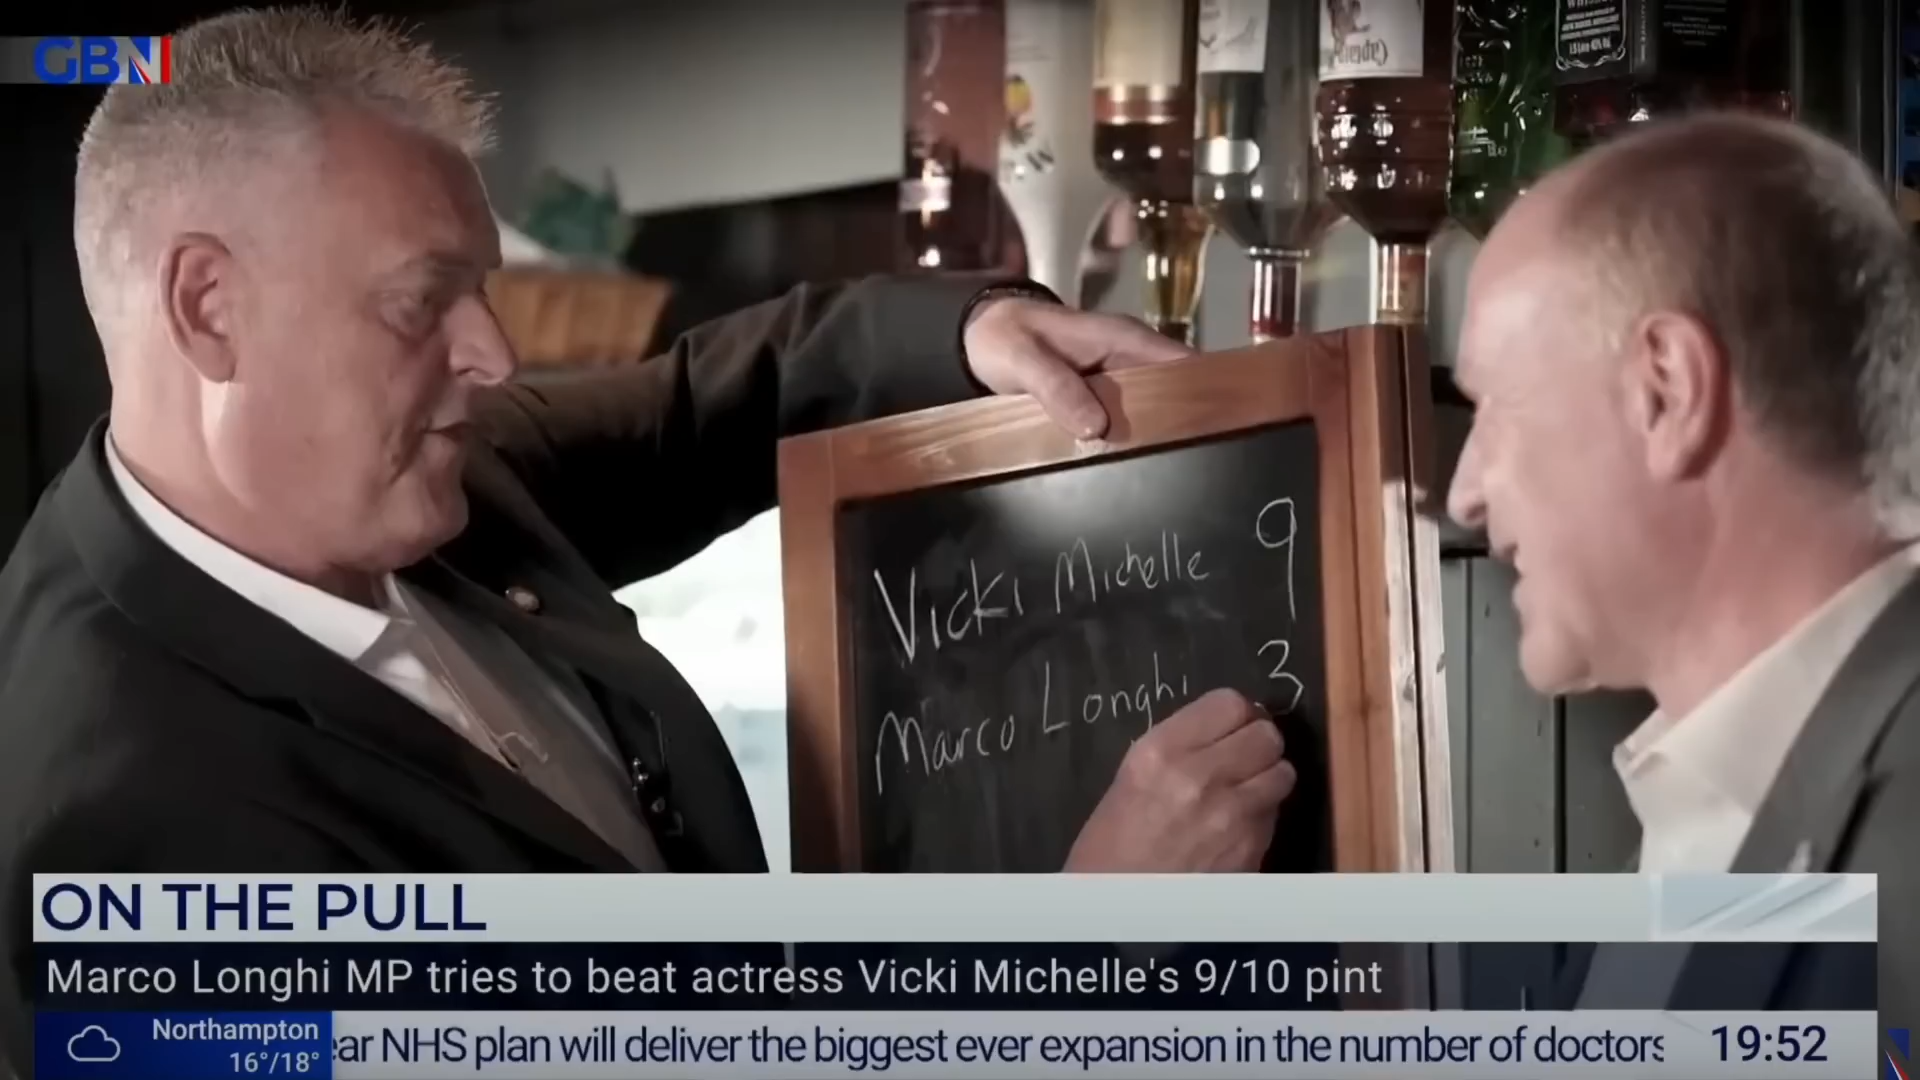 GBN
Captain
WHISKEY
Vicki Michelle 9
Marco Longhi 3
ON THE PULL
Marco Longhi MP tries to beat actress Vicki Michelle's 9/10 pint
Northampton
16°/18°
ear NHS plan will deliver the biggest ever expansion in the number of doctors
19:52